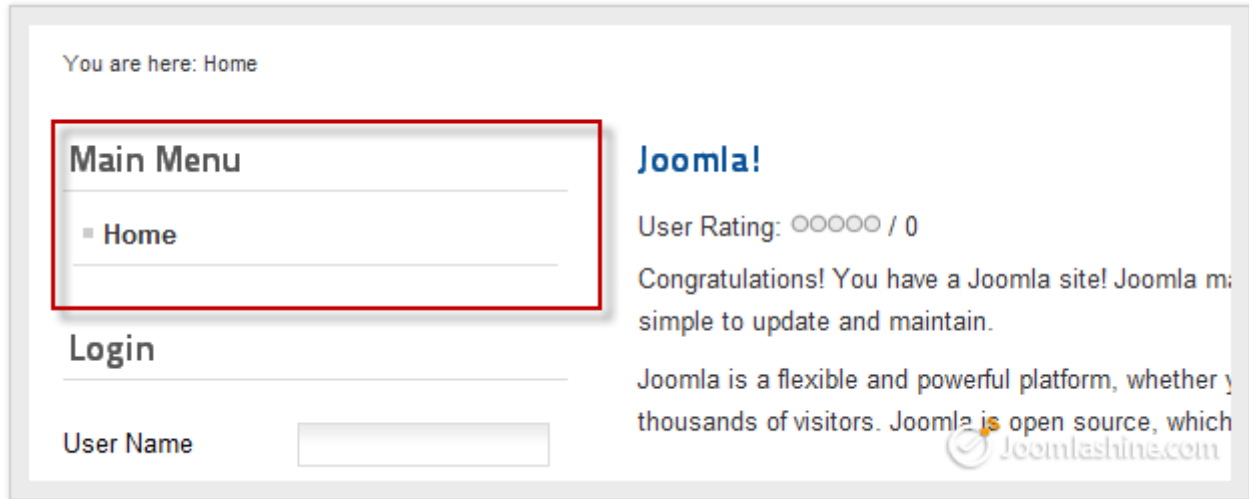 You are here: Home
Main Menu
Home
Login
User Name
Joomla!
User Rating: / 0
Congratulations! You have a Joomla site! Joomla
simple to update and maintain.
Joomla is a flexible and powerful platform, whether
thousands of visitors. Joomla is open source, which
Joomlashine.com